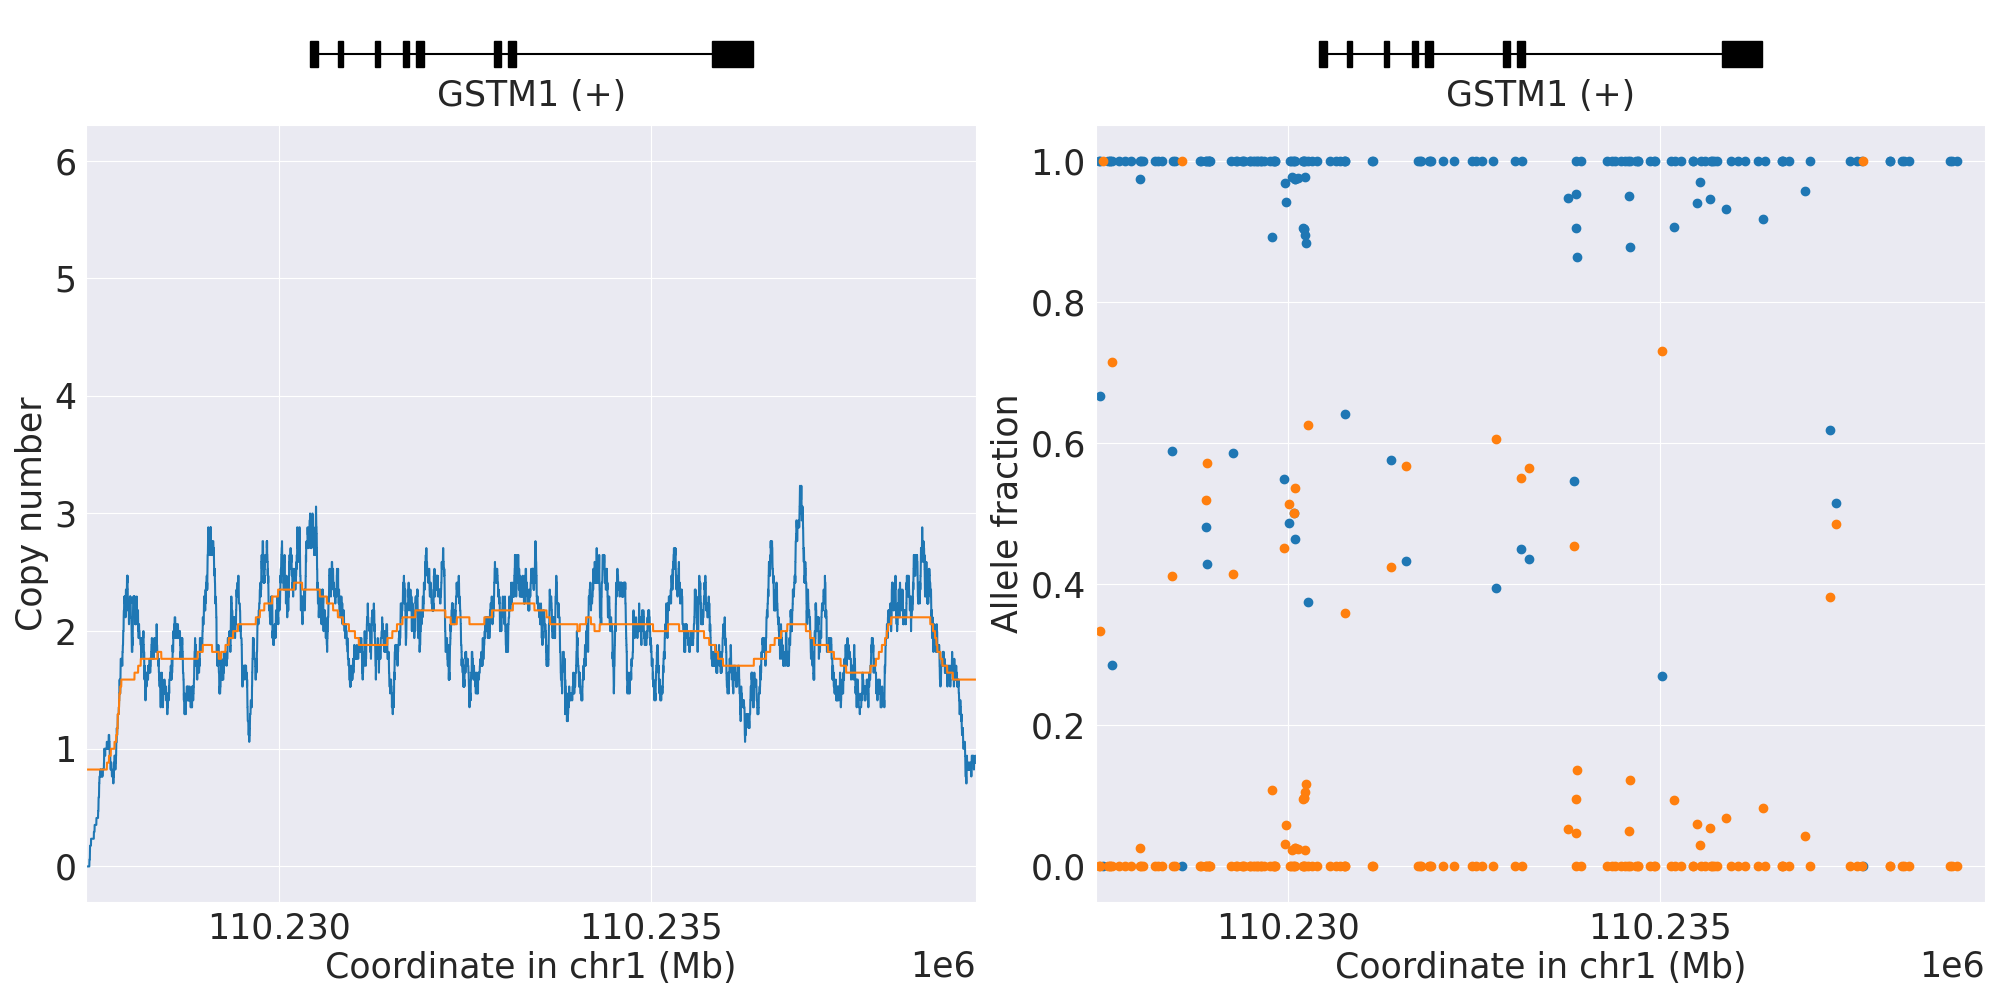 GSTM1 (+)
GSTM1 (+)
Copy number
6
5
4
3
2
1
0
110.230
110.235
Coordinate in chr1 (Mb)
1e6
Allele fraction
1.0
0.8
0.6
0.4
0.2
0.0
110.230
110.235
Coordinate in chr1 (Mb)
1e6